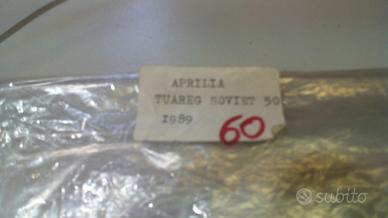 APRILIA
TUAREG SOVIET 50
1989
60
subito